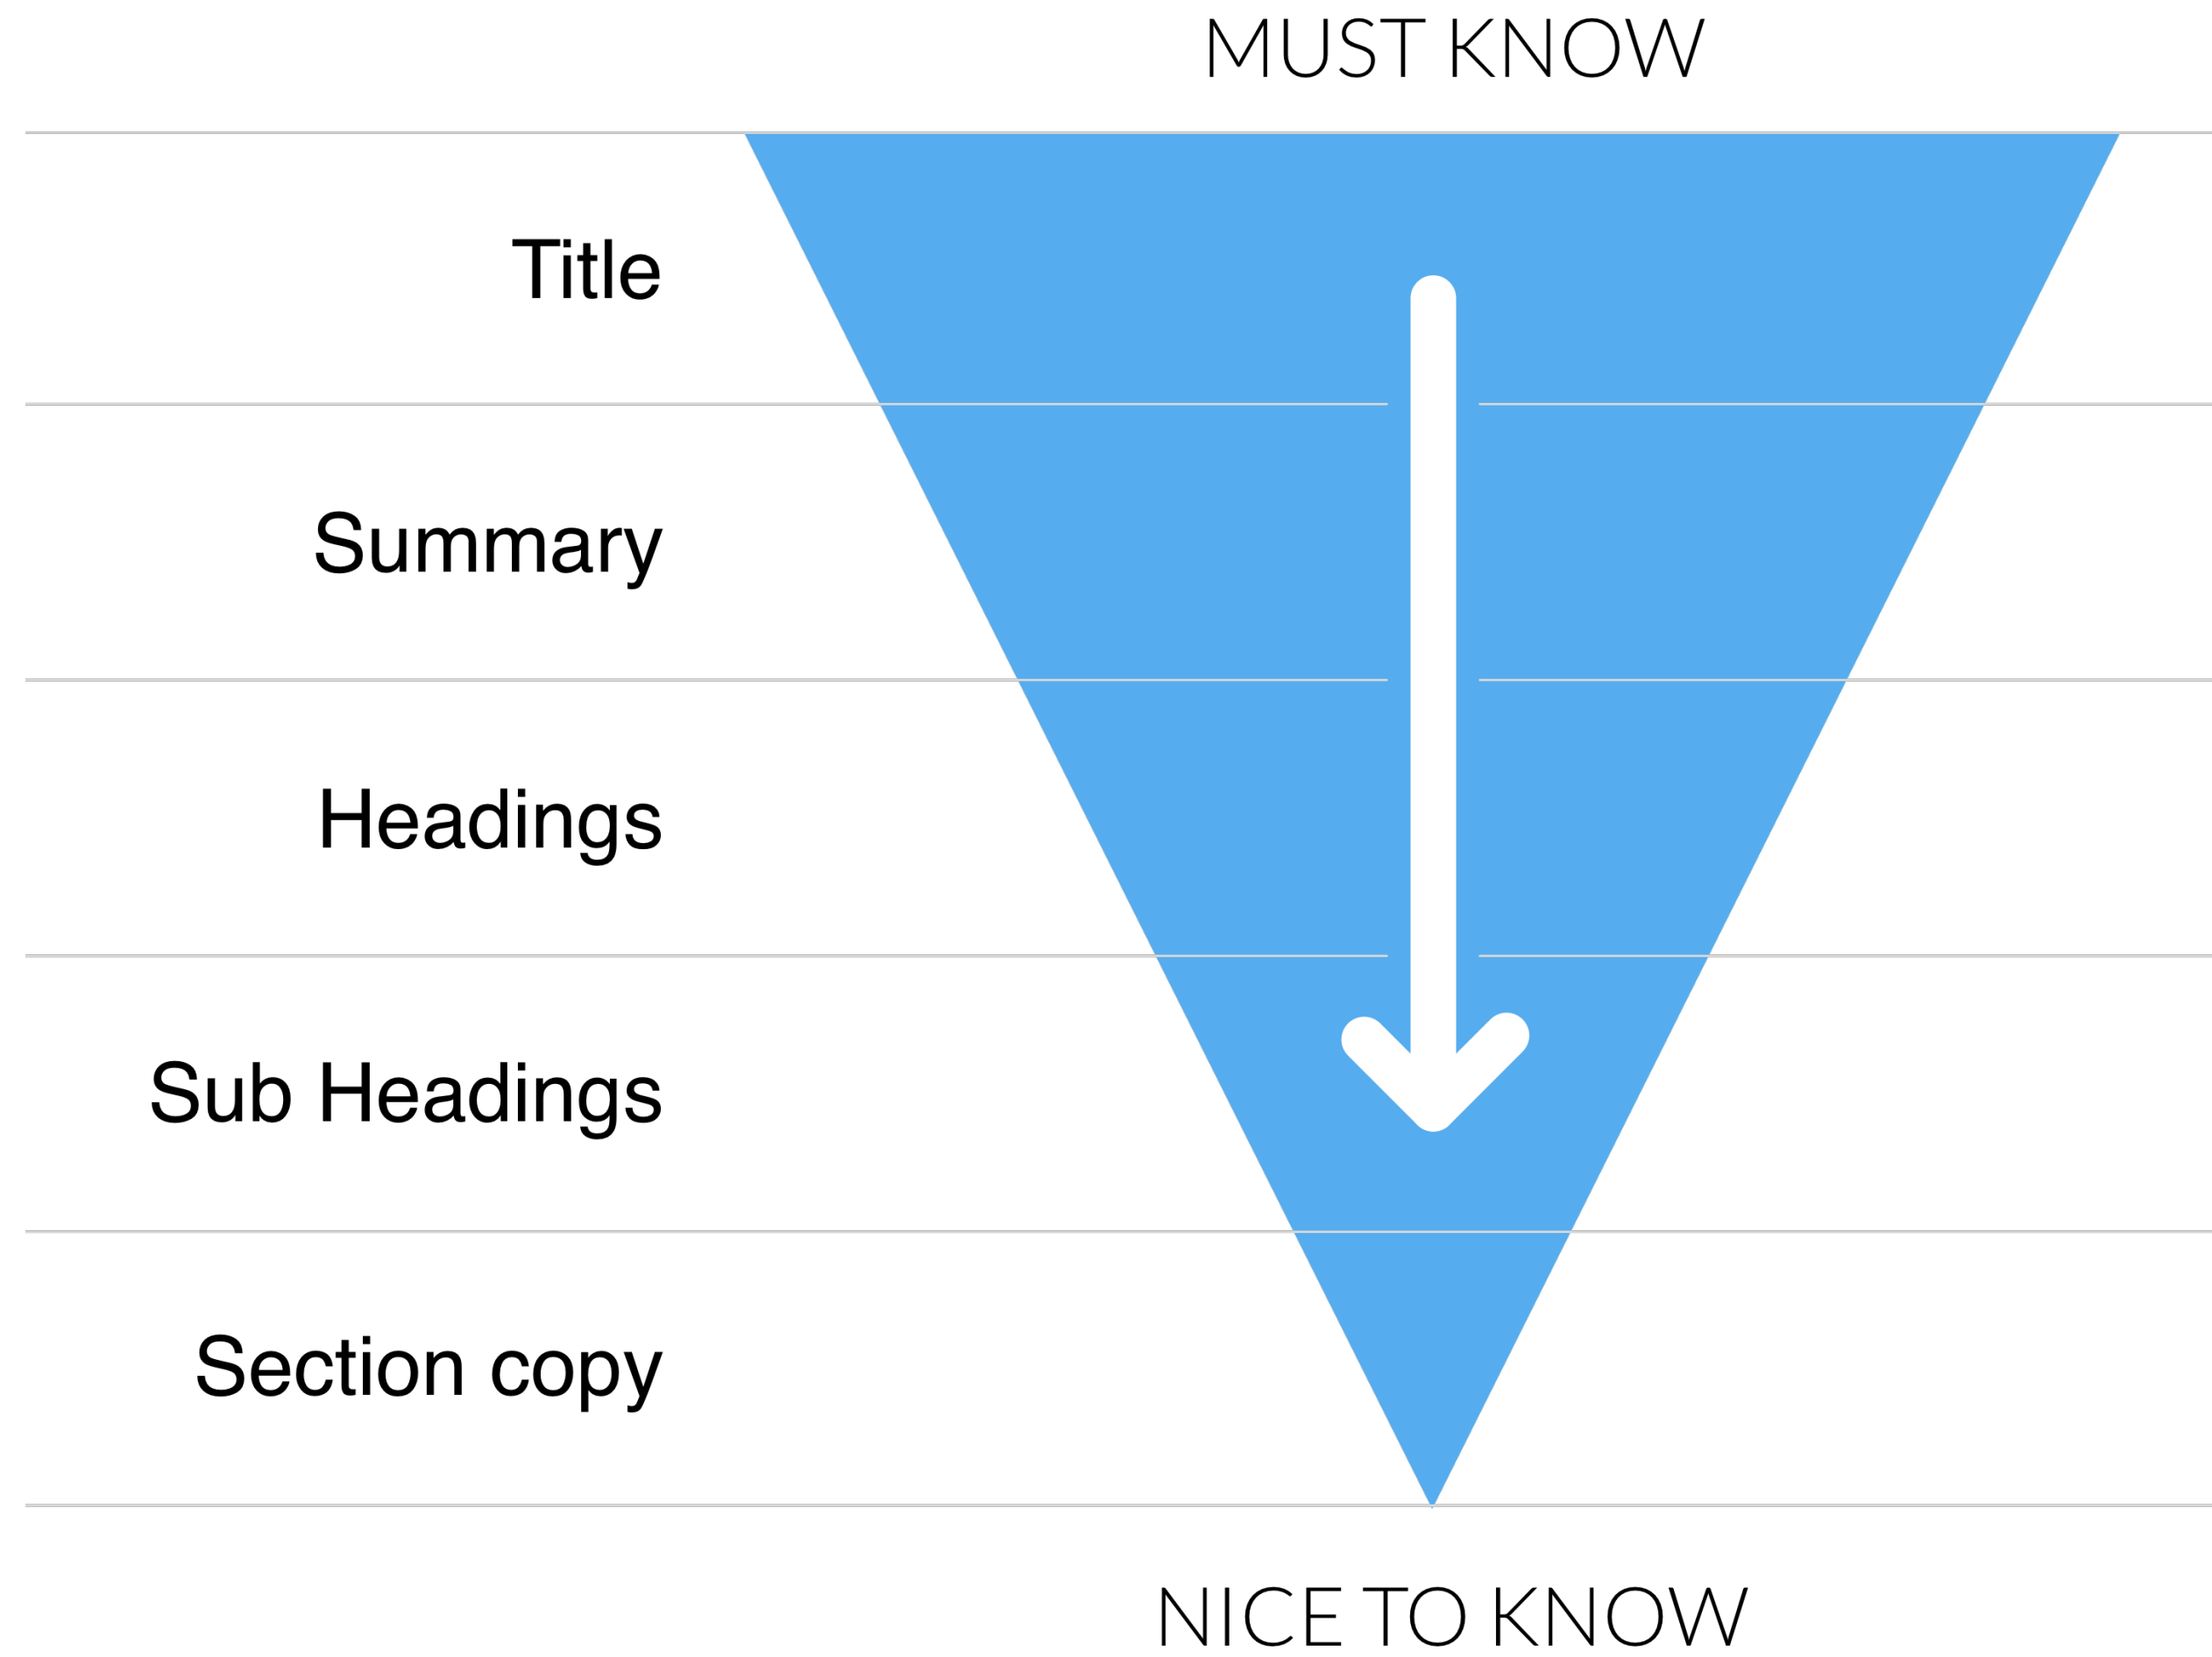 MUST KNOW
Title
Summary
Headings
Sub Headings
Section copy
NICE TO KNOW